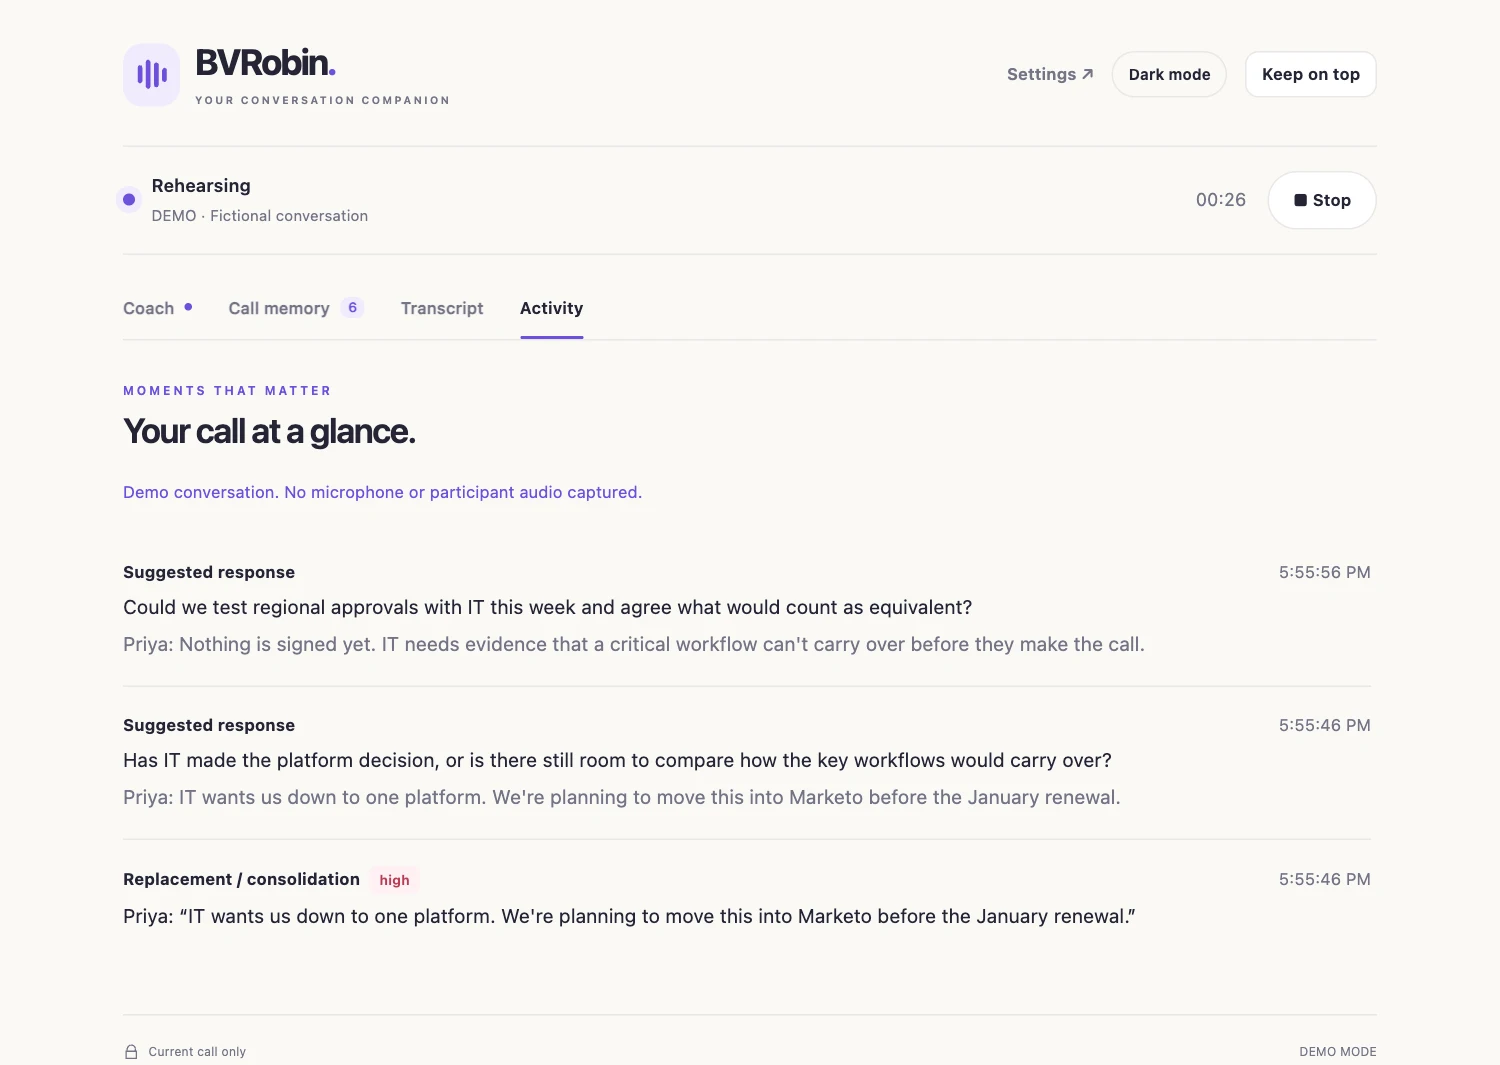 BVRobin.
YOUR CONVERSATION COMPANION
Settings ↗
Dark mode
Keep on top
Rehearsing
DEMO · Fictional conversation
00:26
Stop
Coach
Call memory 6
Transcript
Activity
MOMENTS THAT MATTER
Your call at a glance.
Demo conversation. No microphone or participant audio captured.
Suggested response 5:55:56 PM
Could we test regional approvals with IT this week and agree what would count as equivalent?
Priya: Nothing is signed yet. IT needs evidence that a critical workflow can't carry over before they make the call.
Suggested response 5:55:46 PM
Has IT made the platform decision, or is there still room to compare how the key workflows would carry over?
Priya: IT wants us down to one platform. We're planning to move this into Marketo before the January renewal.
Replacement / consolidation high 5:55:46 PM
Priya: “IT wants us down to one platform. We're planning to move this into Marketo before the January renewal.”
Current call only
DEMO MODE